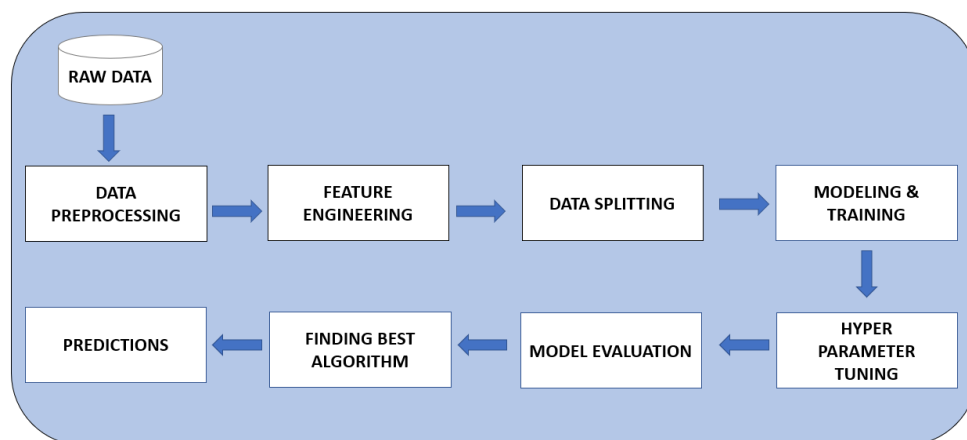 RAW DATA
DATA
PREPROCESSING
FEATURE
ENGINEERING
DATA SPLITTING
MODELING &
TRAINING
HYPER
PARAMETER
TUNING
MODEL EVALUATION
FINDING BEST
ALGORITHM
PREDICTIONS